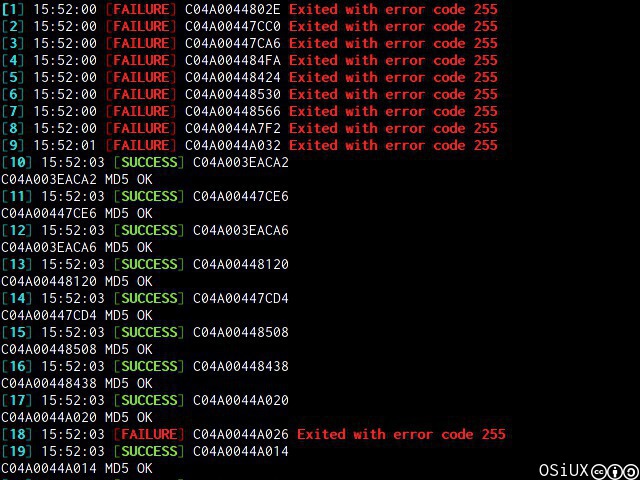 [1] 15:52:00 [FAILURE] C04A0044802E Exited with error code 255
[2] 15:52:00 [FAILURE] C04A00447CC0 Exited with error code 255
[3] 15:52:00 [FAILURE] C04A00447CA6 Exited with error code 255
[4] 15:52:00 [FAILURE] C04A004484FA Exited with error code 255
[5] 15:52:00 [FAILURE] C04A00448424 Exited with error code 255
[6] 15:52:00 [FAILURE] C04A00448530 Exited with error code 255
[7] 15:52:00 [FAILURE] C04A00448566 Exited with error code 255
[8] 15:52:00 [FAILURE] C04A0044A7F2 Exited with error code 255
[9] 15:52:01 [FAILURE] C04A0044A032 Exited with error code 255
[10] 15:52:03 [SUCCESS] C04A003EACA2
C04A003EACA2 MD5 OK
[11] 15:52:03 [SUCCESS] C04A00447CE6
C04A00447CE6 MD5 OK
[12] 15:52:03 [SUCCESS] C04A003EACA6
C04A003EACA6 MD5 OK
[13] 15:52:03 [SUCCESS] C04A00448120
C04A00448120 MD5 OK
[14] 15:52:03 [SUCCESS] C04A00447CD4
C04A00447CD4 MD5 OK
[15] 15:52:03 [SUCCESS] C04A00448508
C04A00448508 MD5 OK
[16] 15:52:03 [SUCCESS] C04A00448438
C04A00448438 MD5 OK
[17] 15:52:03 [SUCCESS] C04A0044A020
C04A0044A020 MD5 OK
[18] 15:52:03 [FAILURE] C04A0044A026 Exited with error code 255
[19] 15:52:03 [SUCCESS] C04A0044A014
C04A0044A014 MD5 OK
OSiUX